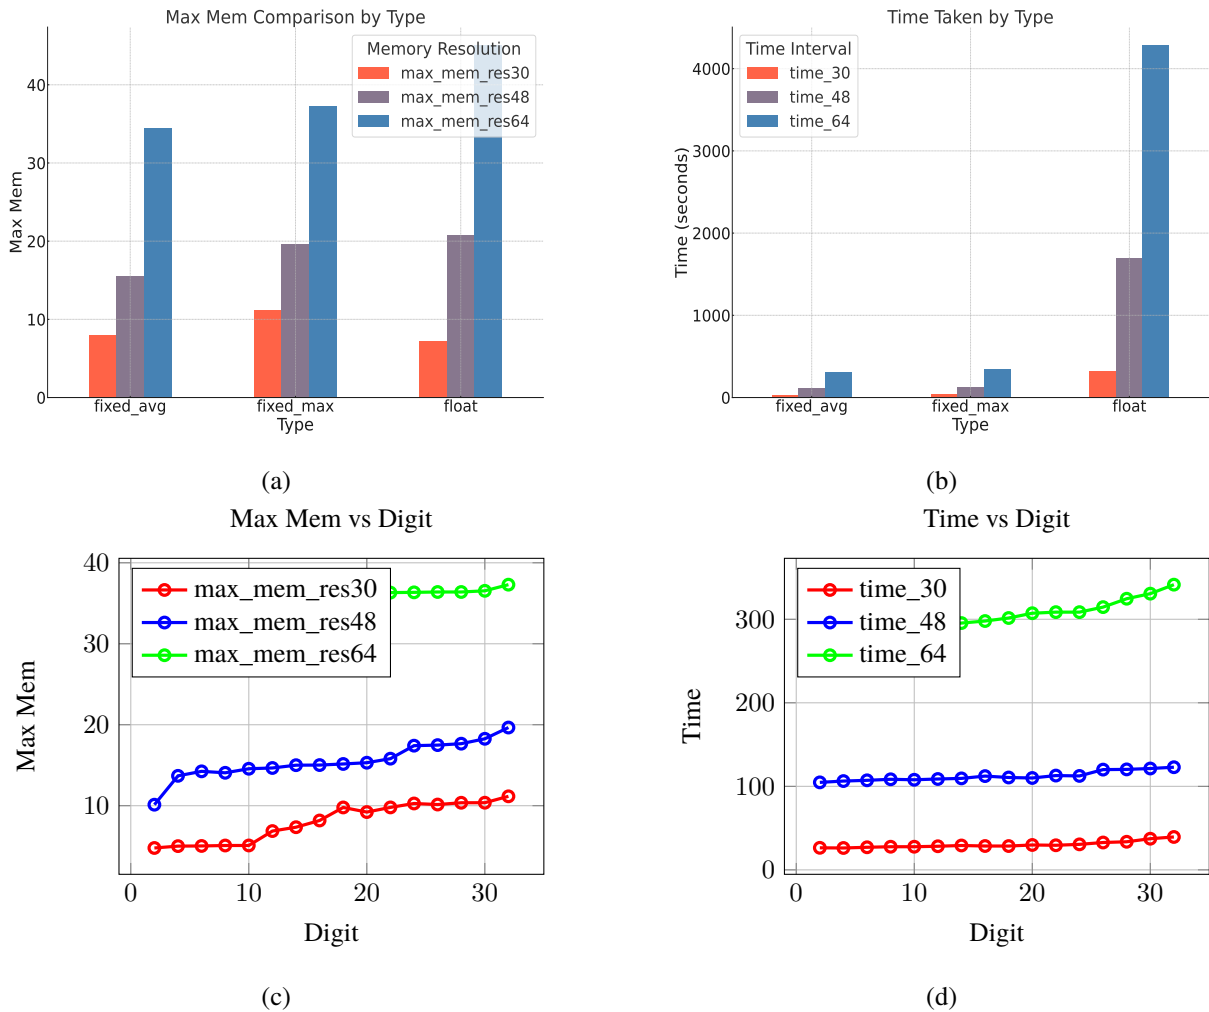 Max Mem Comparison by Type
Max Mem
40
30
20
10
0
Memory Resolution
max_mem_res30
max_mem_res48
max_mem_res64
fixed_avg fixed_max float
Type
(a)
Time Taken by Type
Time (seconds)
4000
3000
2000
1000
0
Time Interval
time_30
time_48
time_64
fixed_avg fixed_max float
Type
(b)
Max Mem vs Digit
Max Mem
40
30
20
10
max_mem_res30
max_mem_res48
max_mem_res64
0 10 20 30
Digit
(c)
Time vs Digit
Time
300
200
100
0
time_30
time_48
time_64
0 10 20 30
Digit
(d)